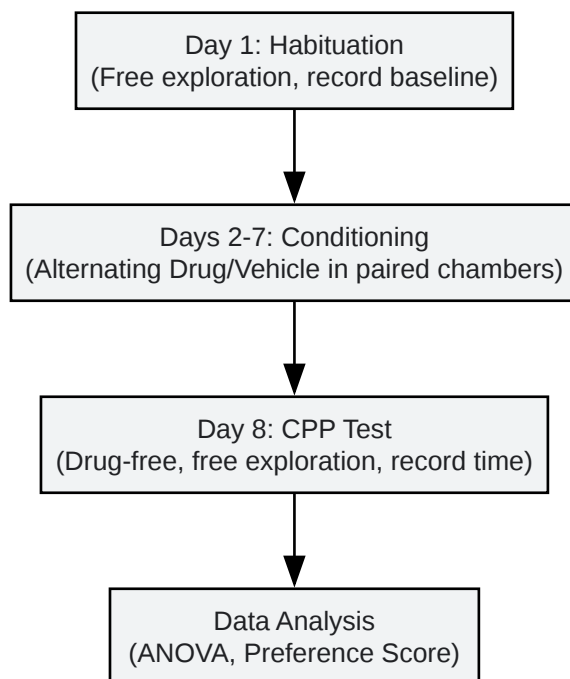 Day 1: Habituation
(Free exploration, record baseline)
Days 2-7: Conditioning
(Alternating Drug/Vehicle in paired chambers)
Day 8: CPP Test
(Drug-free, free exploration, record time)
Data Analysis
(ANOVA, Preference Score)